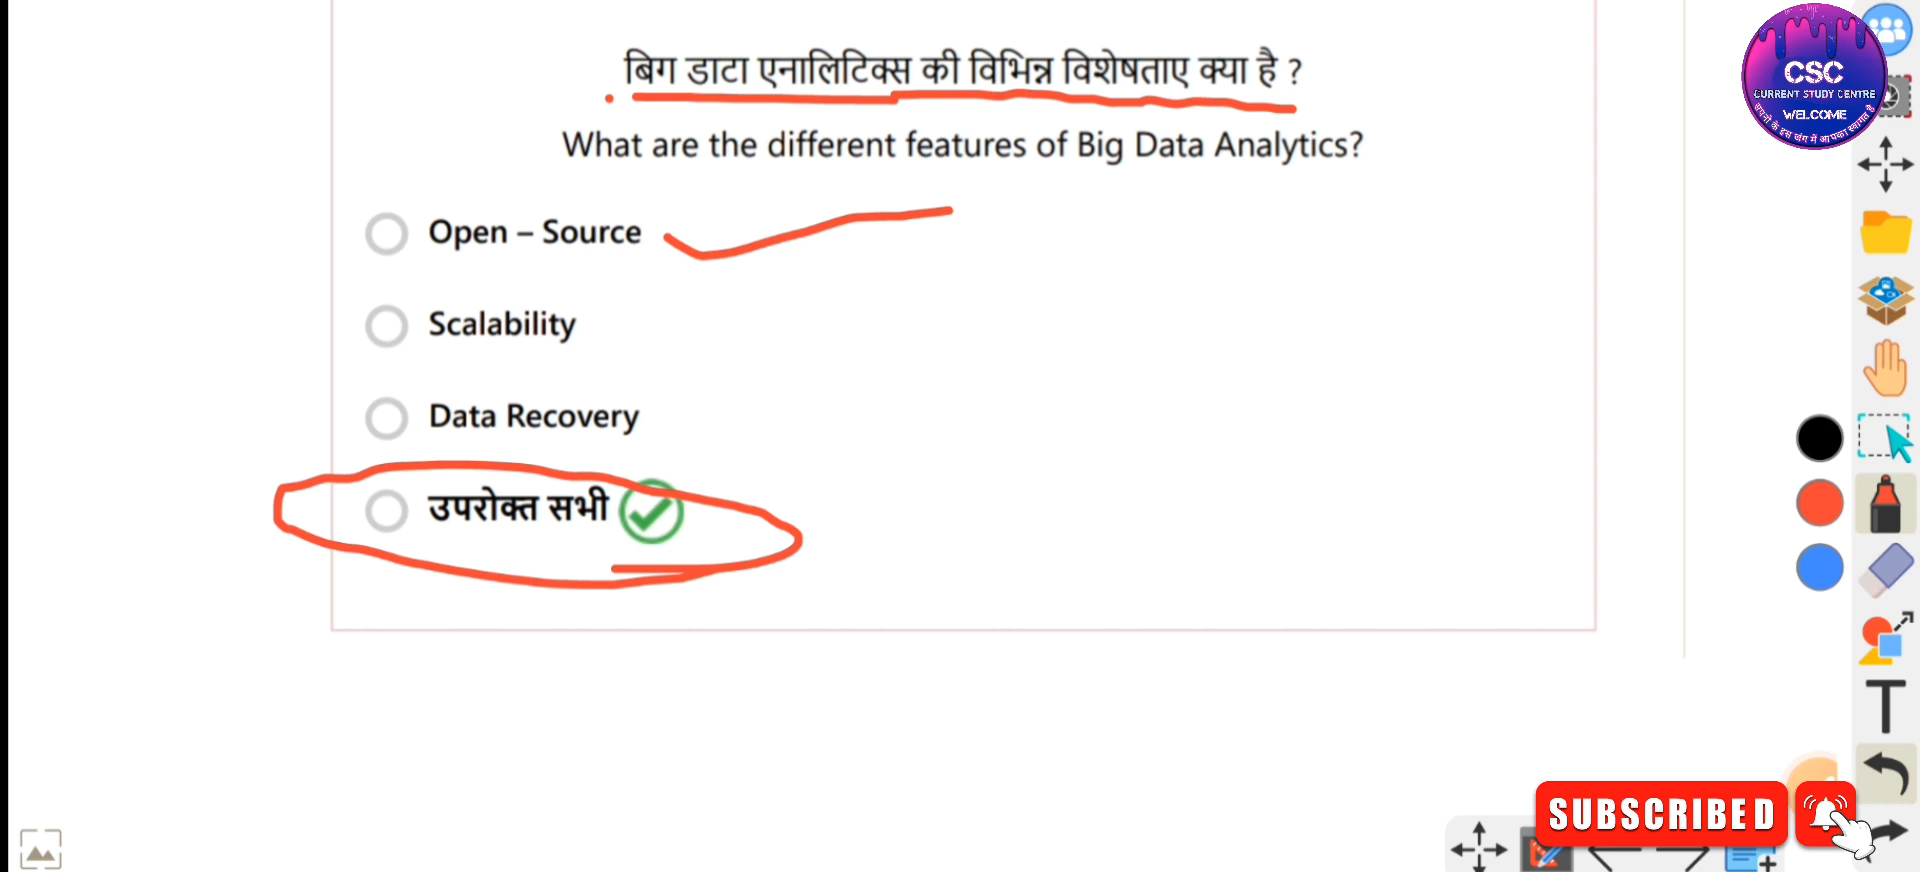 बिग डाटा एनालिटिक्स की विभिन्न विशेषताए क्या है ?
What are the different features of Big Data Analytics?
Open – Source
Scalability
Data Recovery
उपरोक्त सभी
CSC
CURRENT STUDY CENTRE
WELCOME
T
SUBSCRIBED